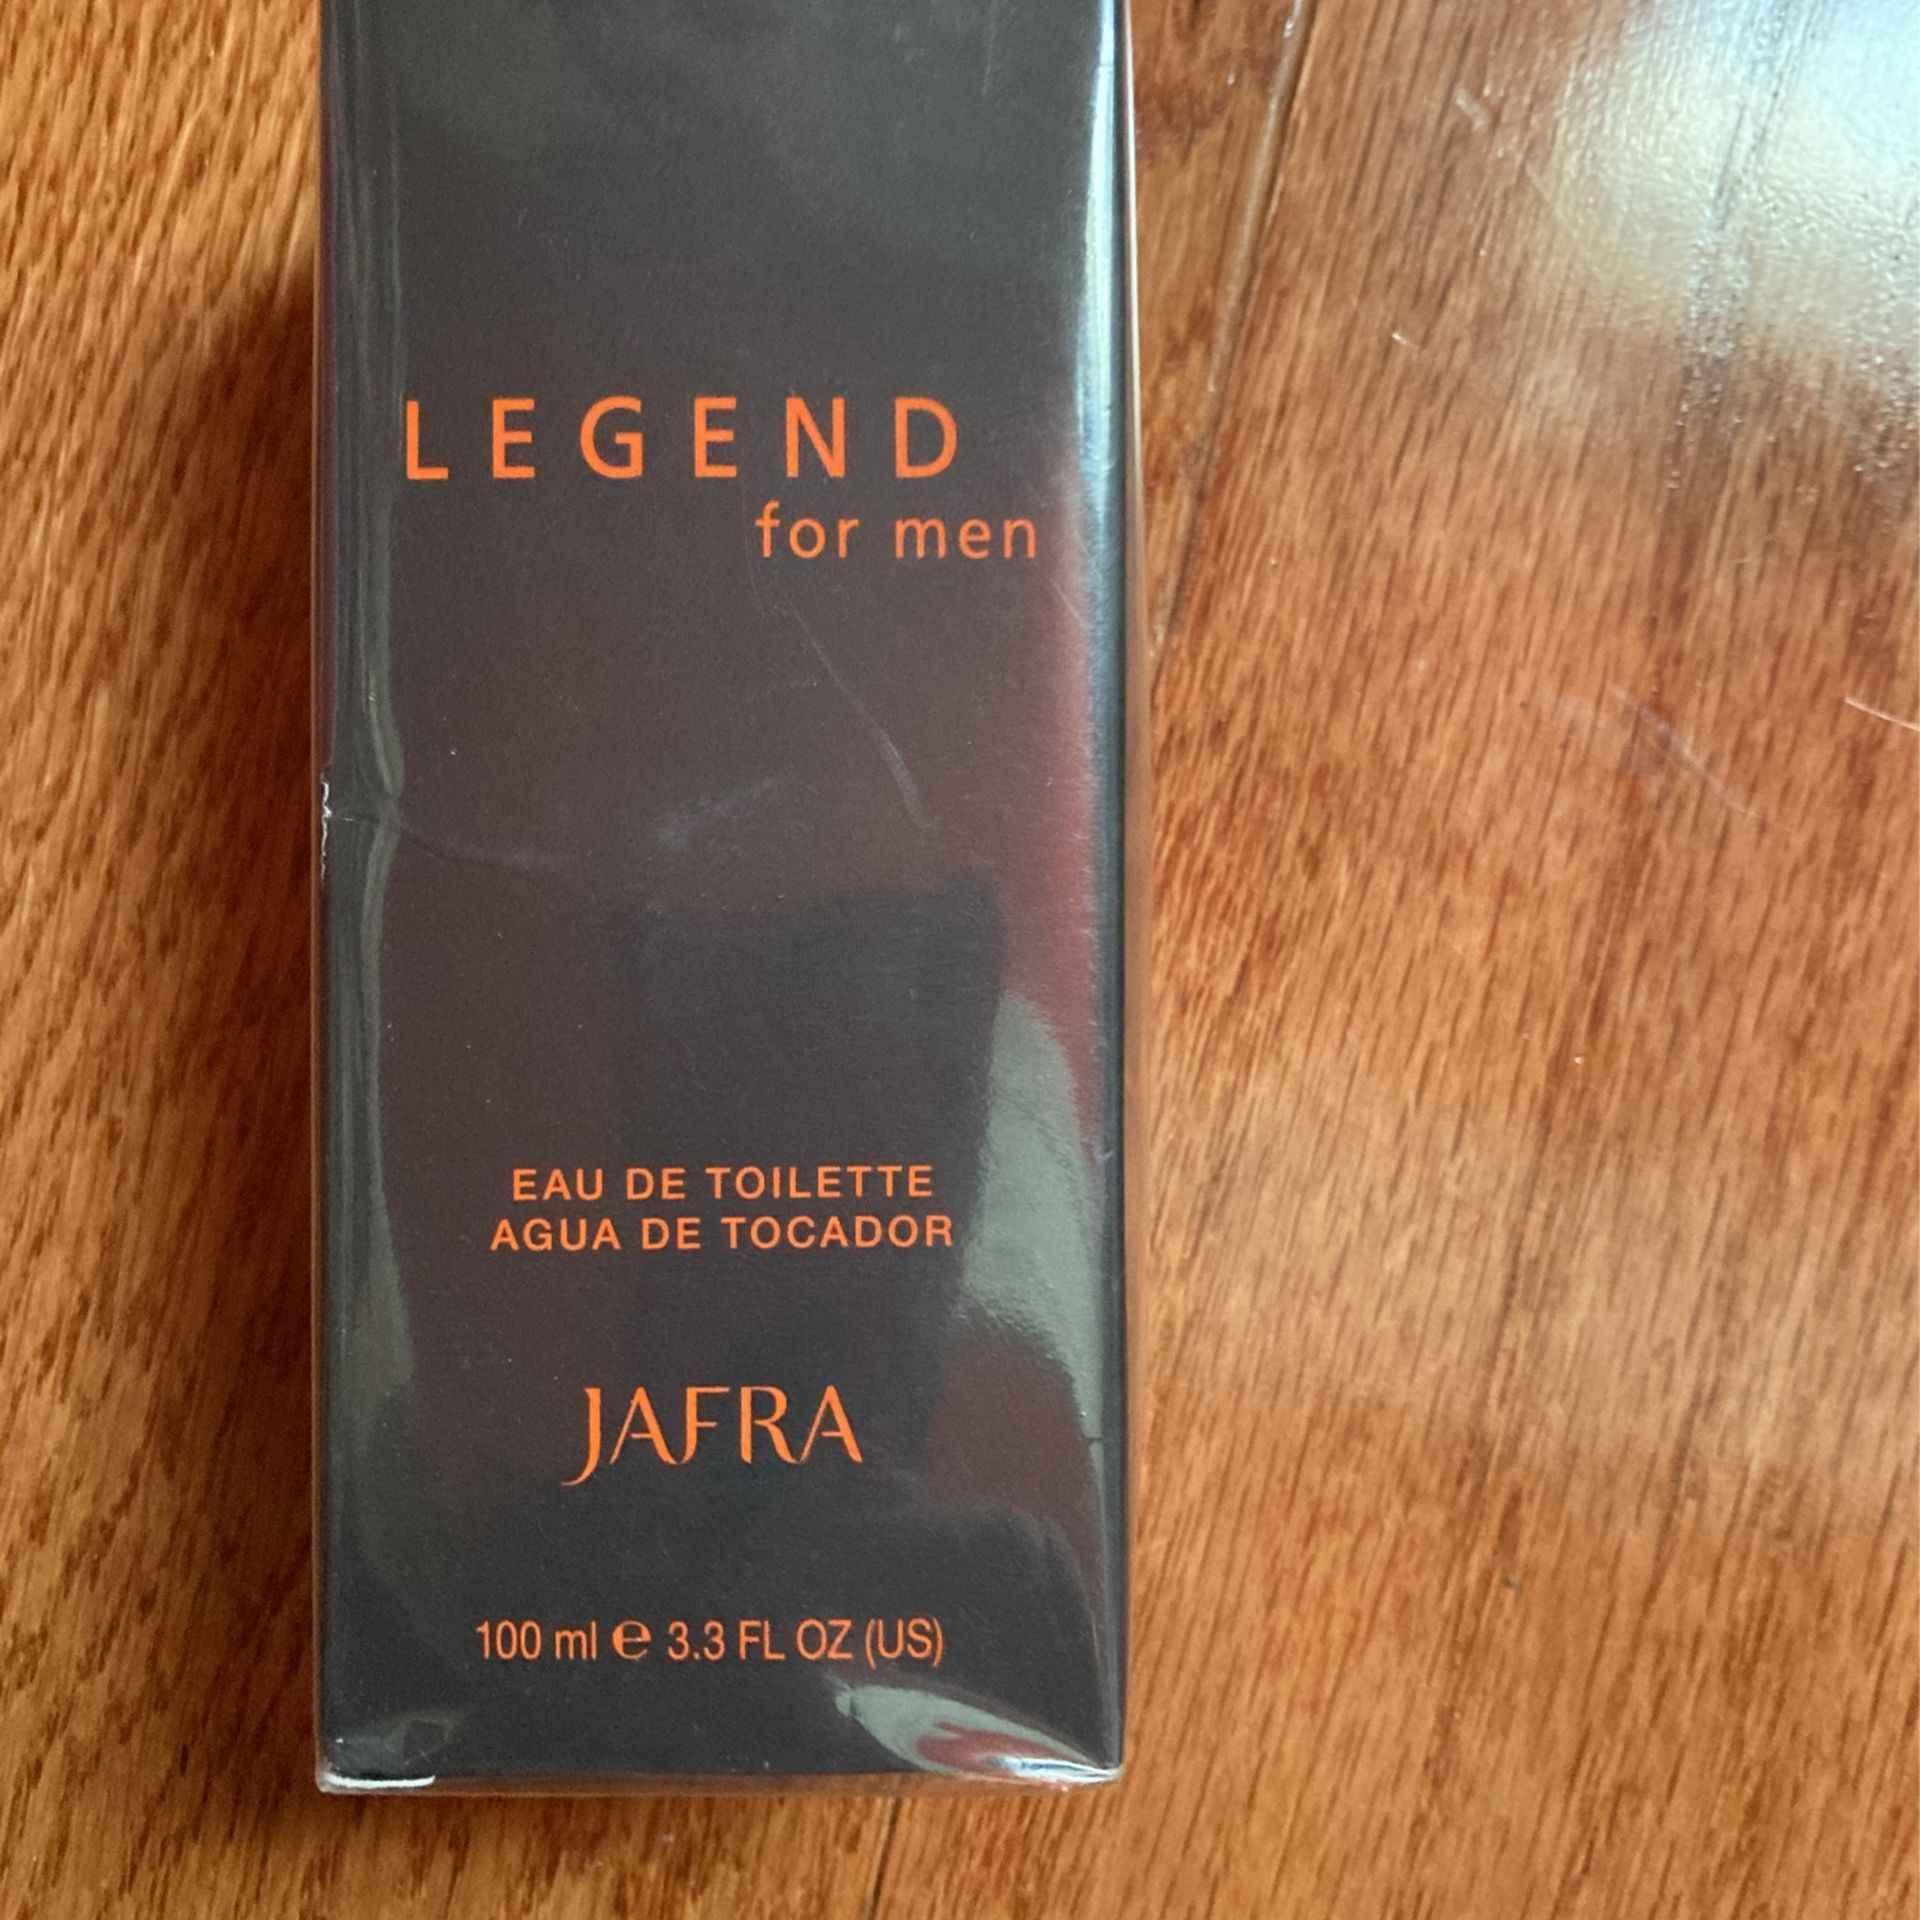 LEGEND
for men
EAU DE TOILETTE
AGUA DE TOCADOR
JAFRA
100 ml ℮ 3.3 FL OZ (US)